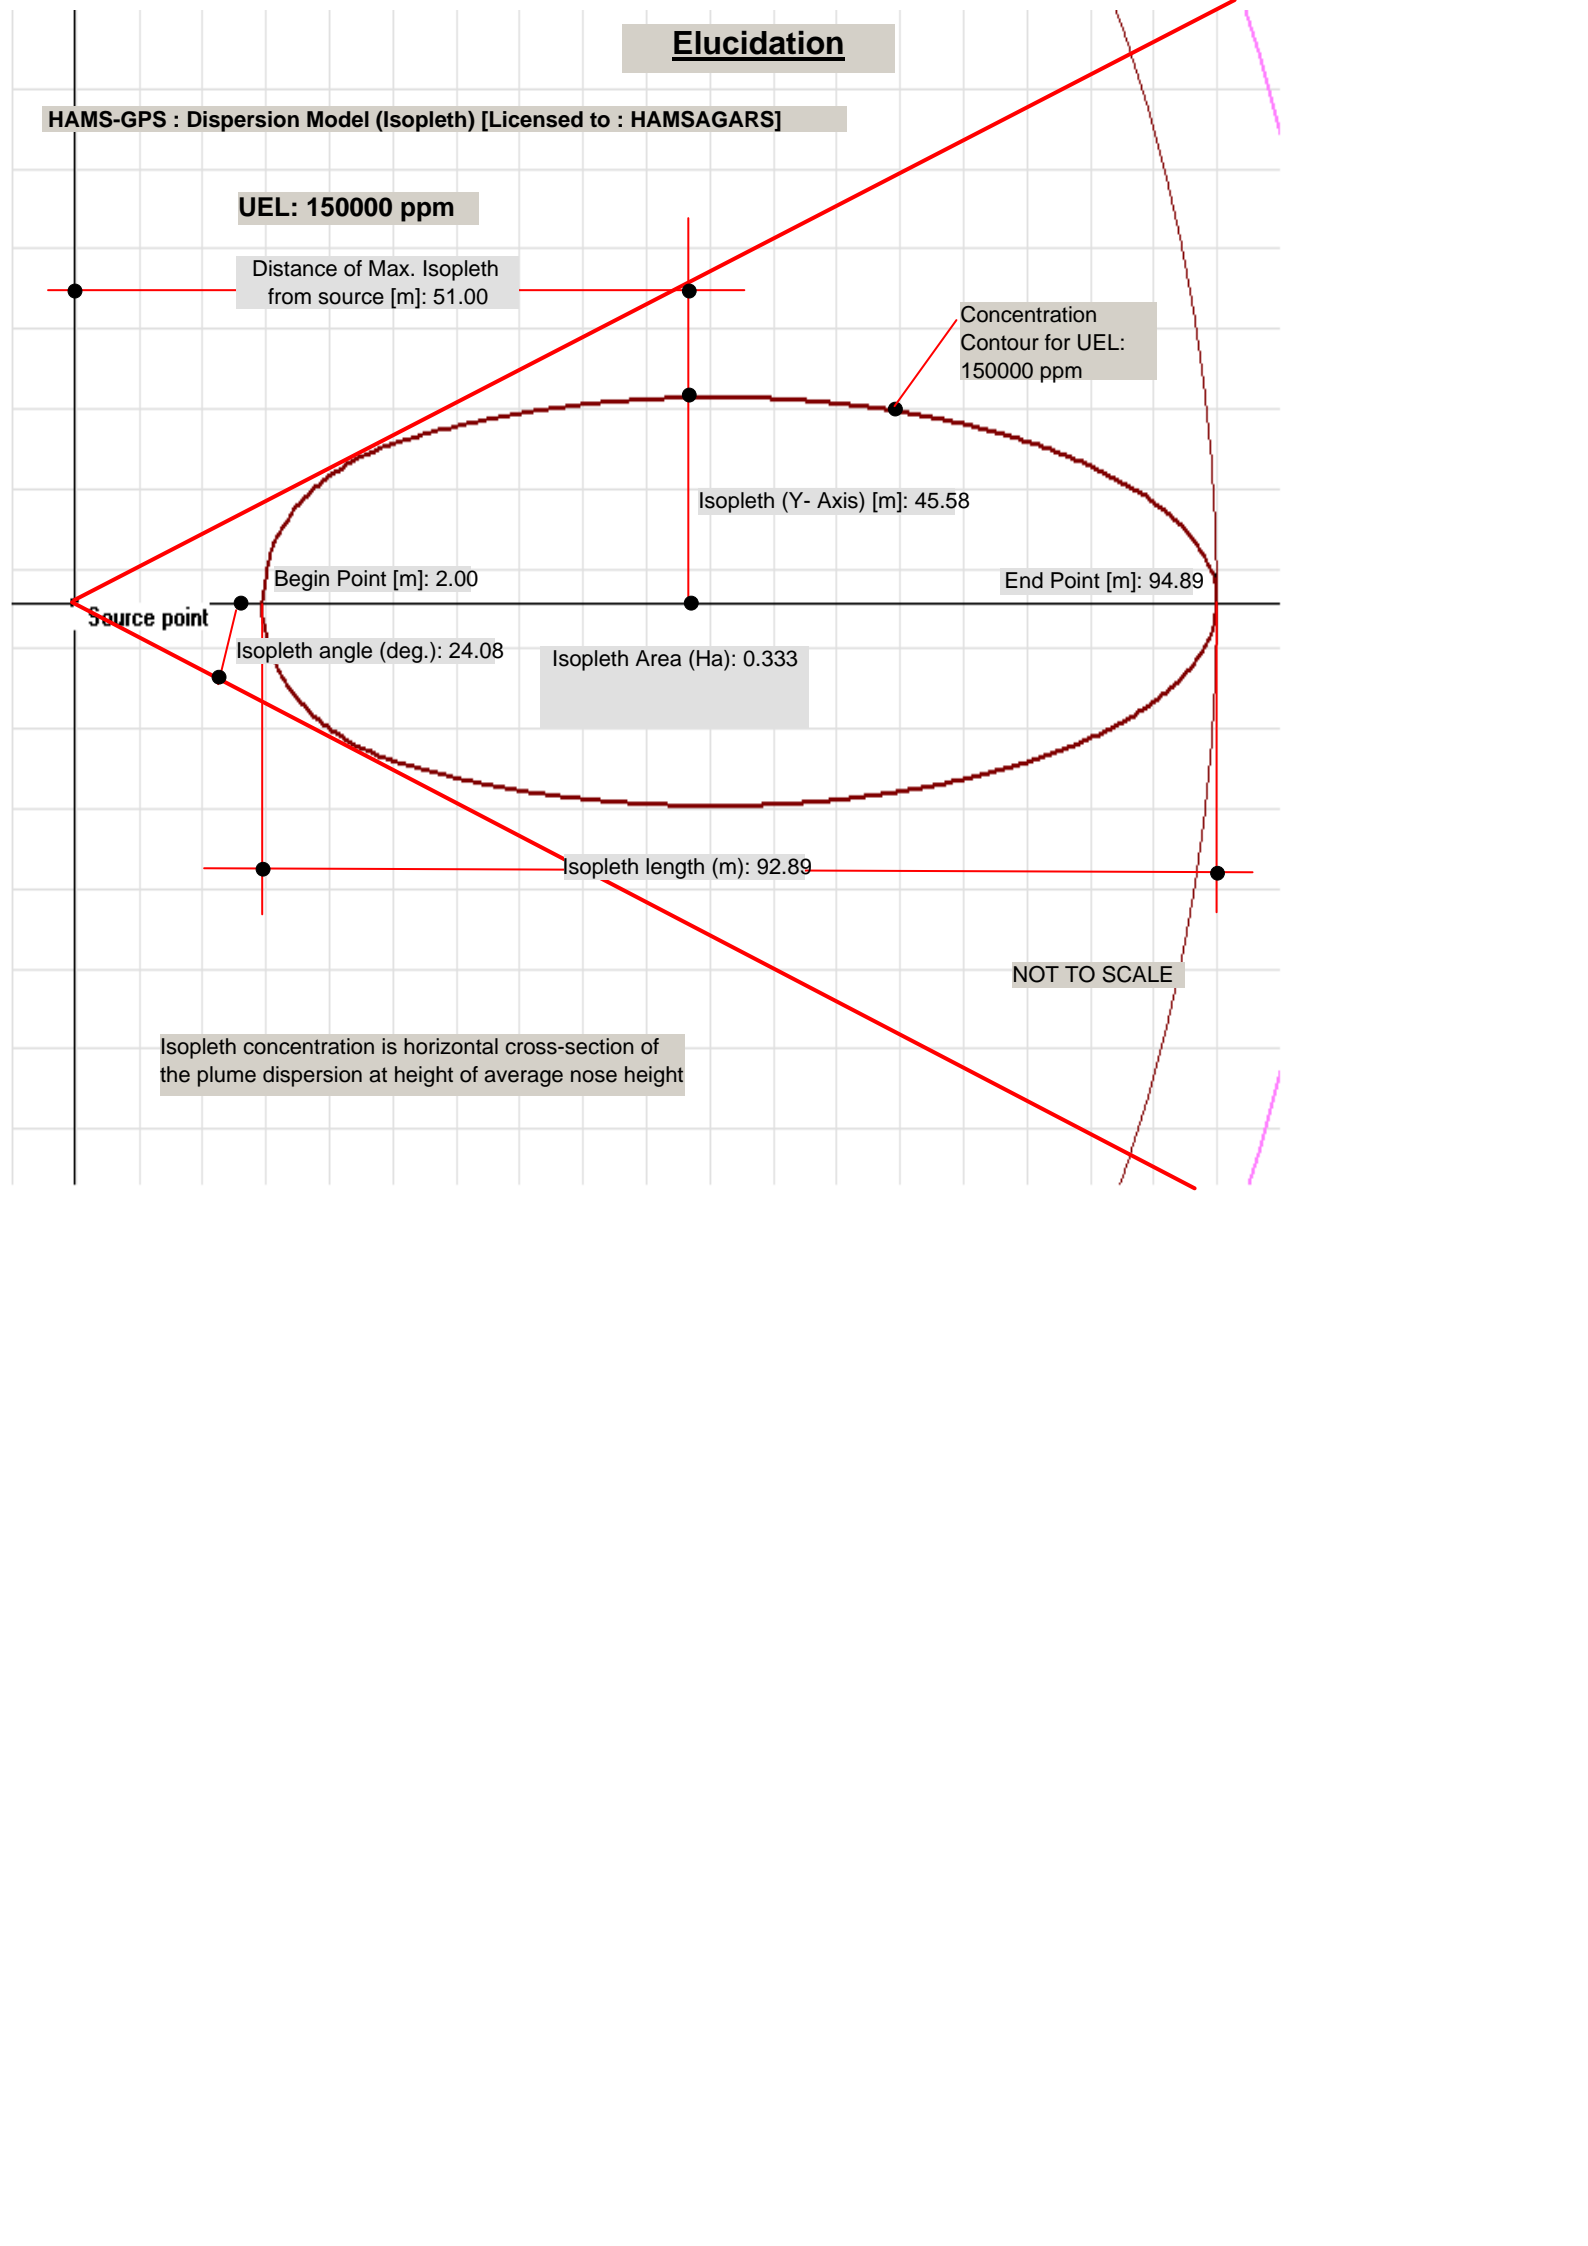 Elucidation
HAMS-GPS : Dispersion Model (Isopleth) [Licensed to : HAMSAGARS]
UEL: 150000 ppm
Distance of Max. Isopleth
from source [m]: 51.00
Concentration
Contour for UEL:
150000 ppm
Isopleth (Y- Axis) [m]: 45.58
Begin Point [m]: 2.00
End Point [m]: 94.89
Source point
Isopleth angle (deg.): 24.08
Isopleth Area (Ha): 0.333
Isopleth length (m): 92.89
NOT TO SCALE
Isopleth concentration is horizontal cross-section of
the plume dispersion at height of average nose height